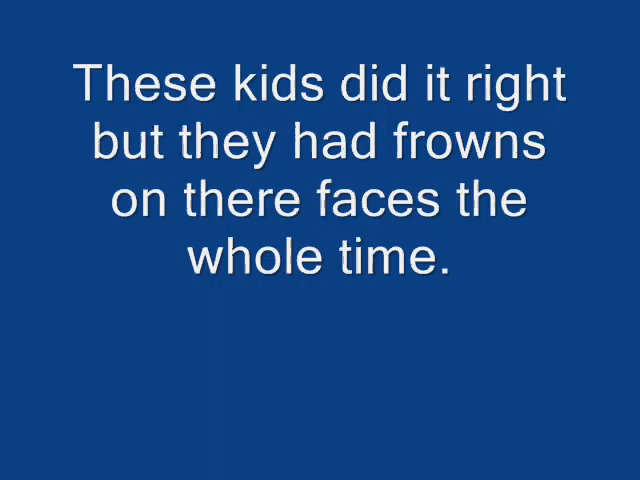 These kids did it right
but they had frowns
on there faces the
whole time.